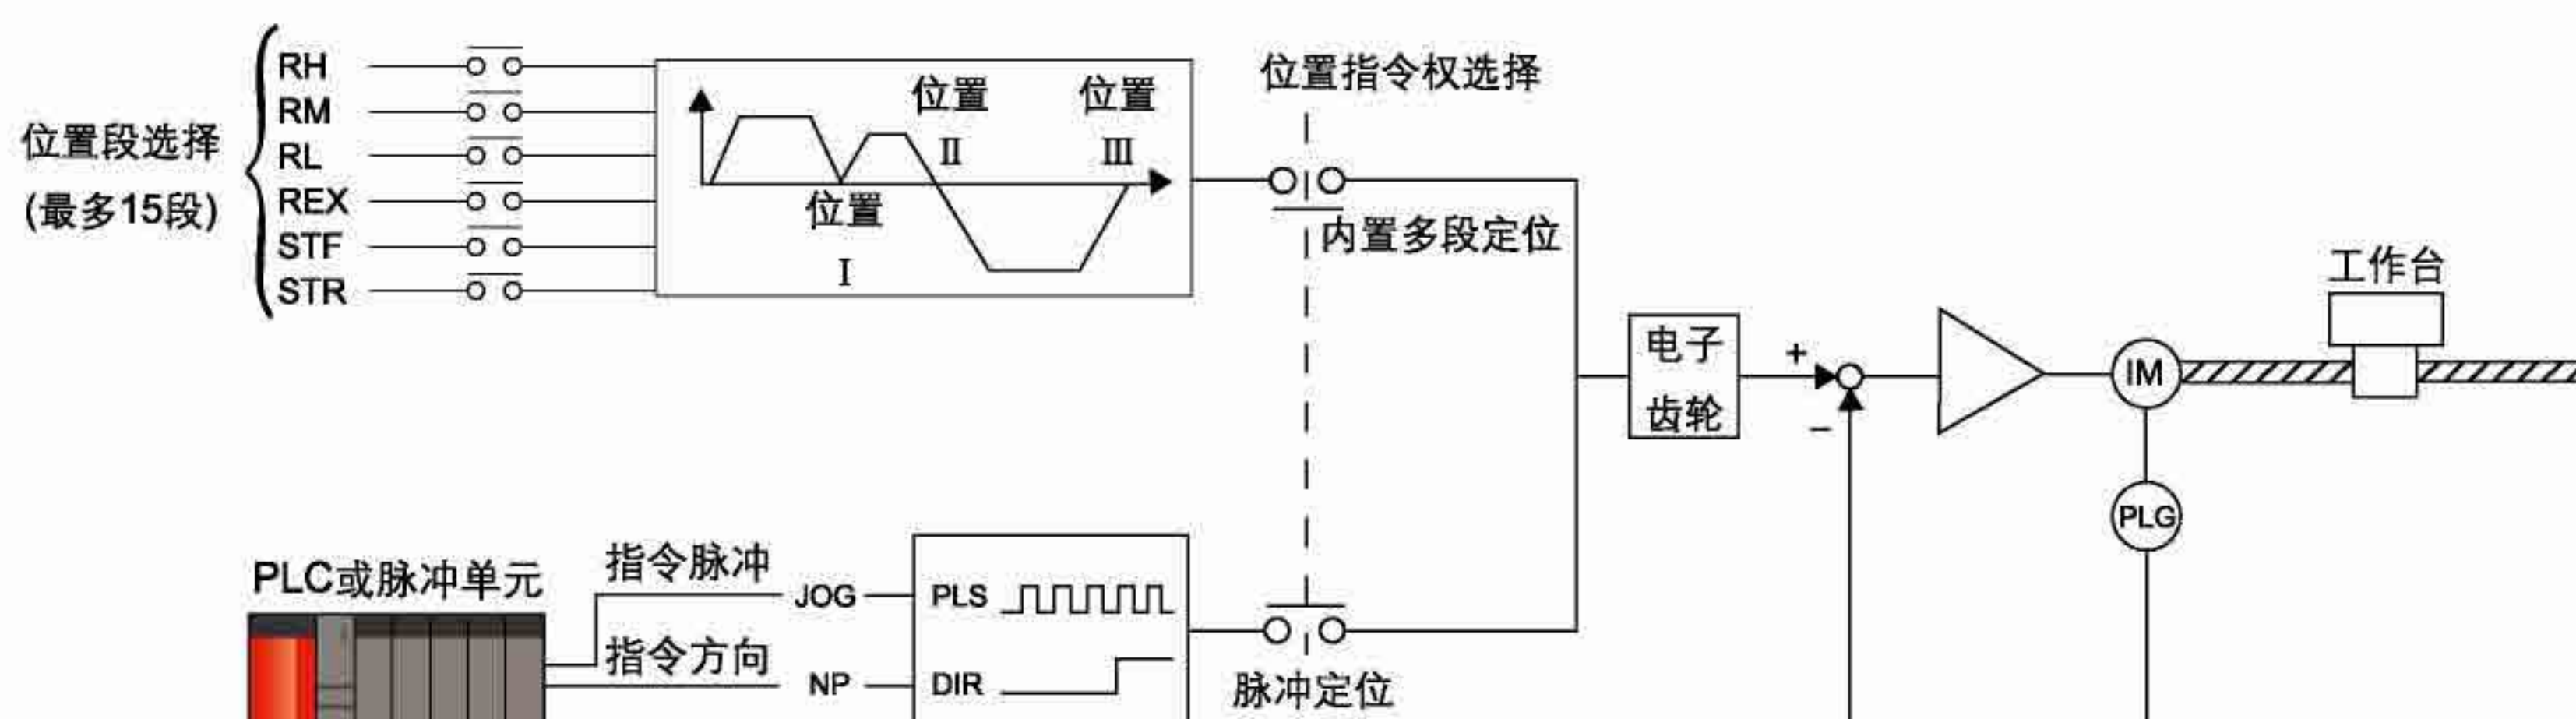 位置段选择
(最多15段)
RH
RM
RL
REX
STF
STR
位置
Ⅰ
位置
Ⅱ
位置
Ⅲ
位置指令权选择
内置多段定位
电子
齿轮
+
−
IM
工作台
PLG
PLC或脉冲单元
指令脉冲
指令方向
JOG
NP
PLS
DIR
脉冲定位